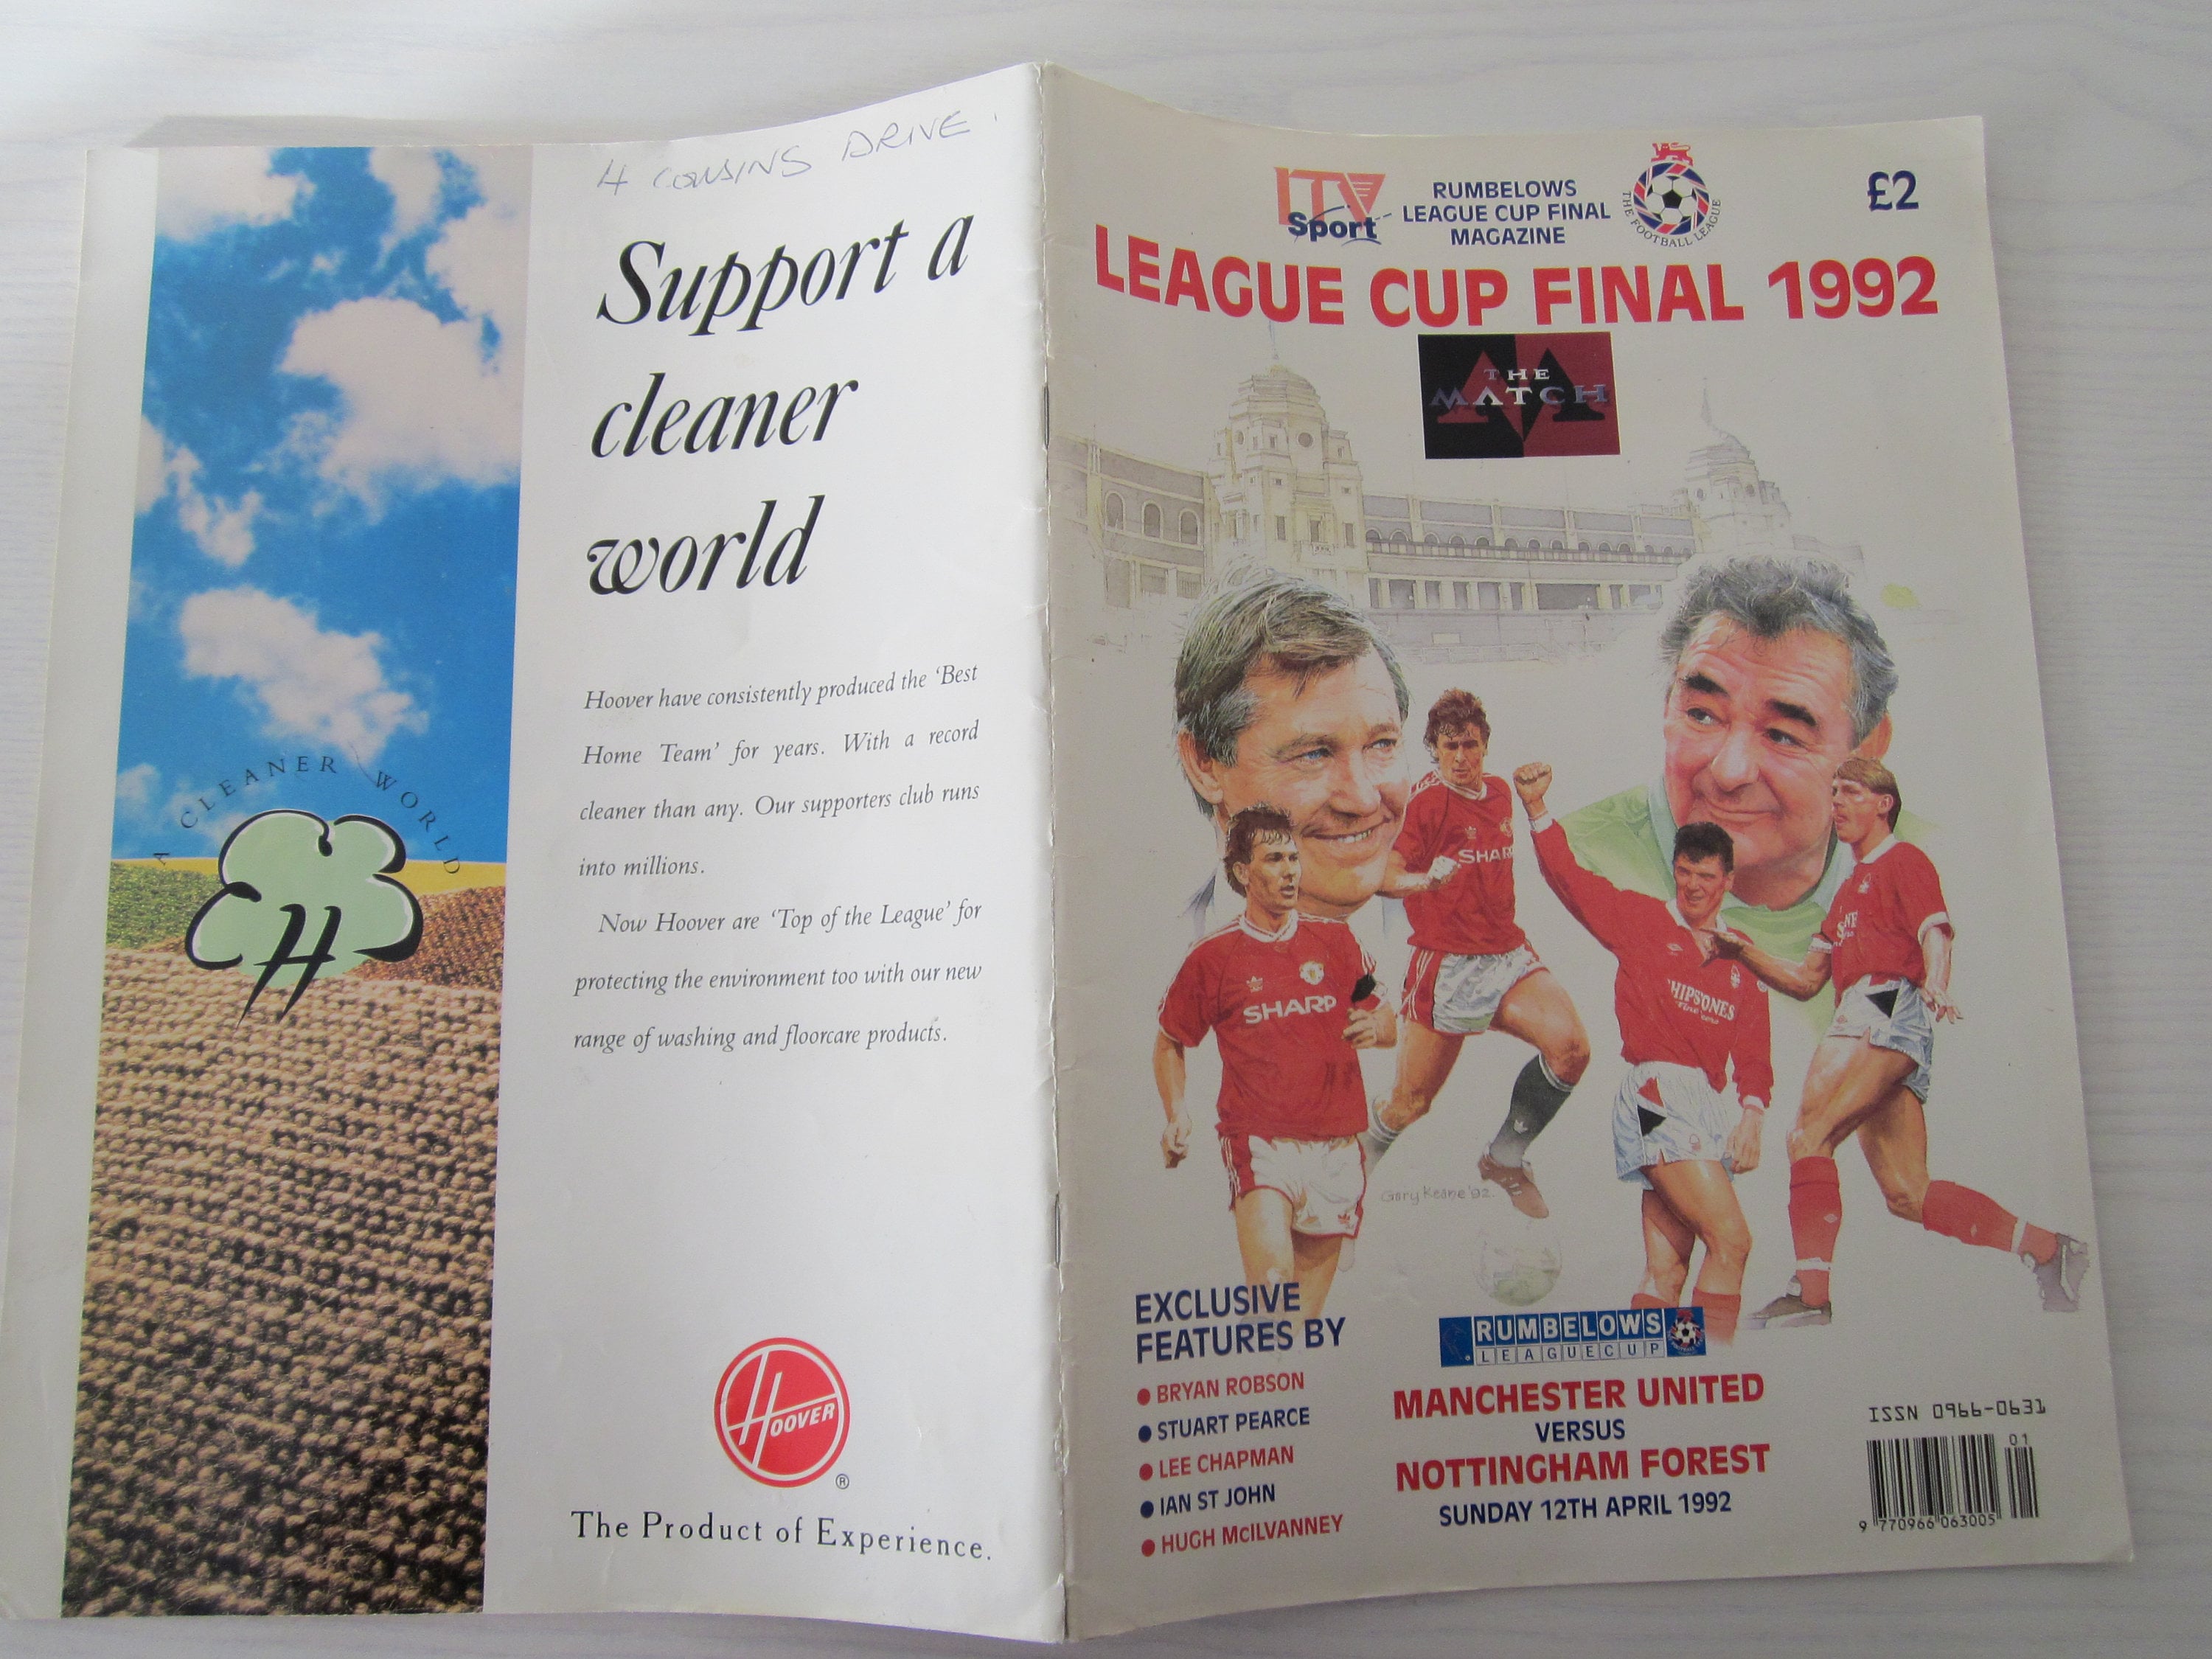 4 COUSINS DRIVE.
Support a
cleaner
world
Hoover have consistently produced the ‘Best
Home Team’ for years. With a record
cleaner than any. Our supporters club runs
into millions.
Now Hoover are ‘Top of the League’ for
protecting the environment too with our new
range of washing and floorcare products.
A CLEANER WORLD
H
HOOVER
®
The Product of Experience.
ITV
Sport
RUMBELOWS
LEAGUE CUP FINAL
MAGAZINE
THE FOOTBALL LEAGUE
£2
LEAGUE CUP FINAL 1992
THE
MATCH
SHARP
SHAR
HIPSTONES
Gary Keane '92
EXCLUSIVE
FEATURES BY
• BRYAN ROBSON
• STUART PEARCE
• LEE CHAPMAN
• IAN ST JOHN
• HUGH McILVANNEY
RUMBELOWS
LEAGUE CUP
MANCHESTER UNITED
VERSUS
NOTTINGHAM FOREST
SUNDAY 12TH APRIL 1992
ISSN 0966-0631
01
9 770966 063005